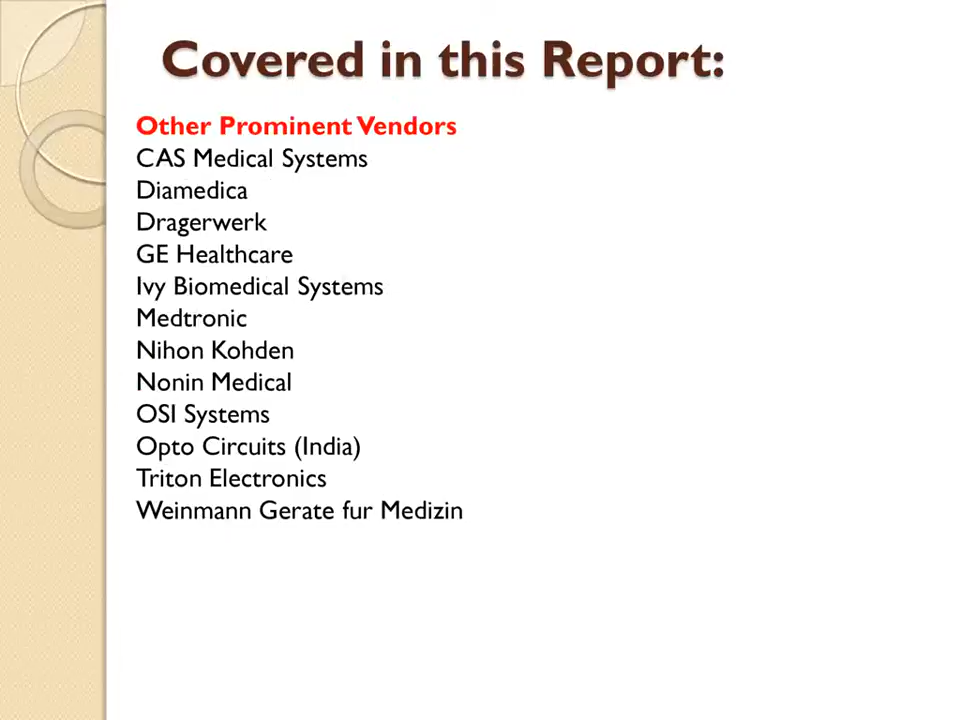 Covered in this Report:
Other Prominent Vendors
CAS Medical Systems
Diamedica
Dragerwerk
GE Healthcare
Ivy Biomedical Systems
Medtronic
Nihon Kohden
Nonin Medical
OSI Systems
Opto Circuits (India)
Triton Electronics
Weinmann Gerate fur Medizin